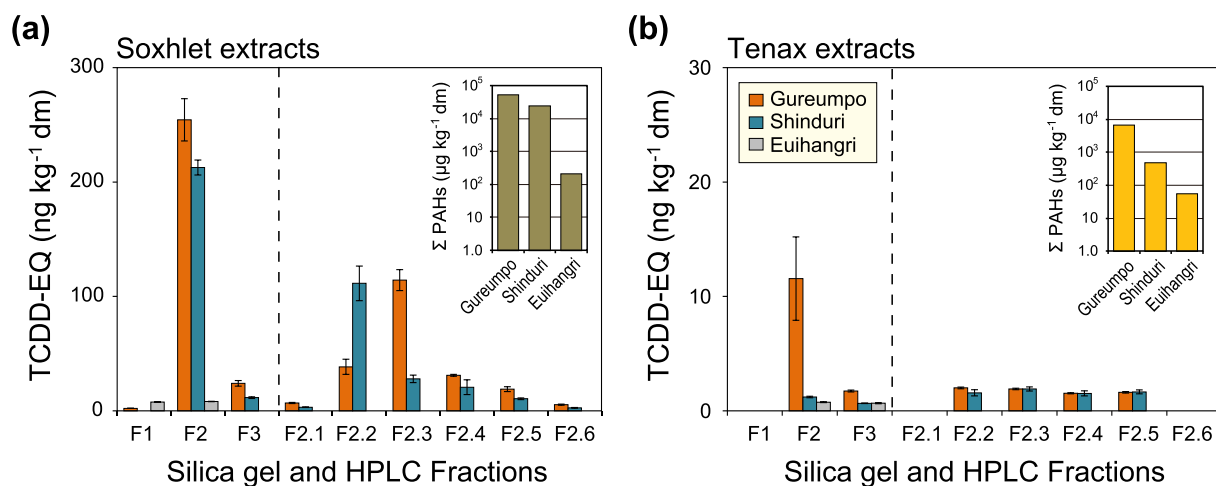 (a)
Soxhlet extracts
TCDD-EQ (ng kg⁻¹ dm)
300
200
100
0
F1 F2 F3 F2.1 F2.2 F2.3 F2.4 F2.5 F2.6
Silica gel and HPLC Fractions
Σ PAHs (µg kg⁻¹ dm)
10⁵
10⁴
10³
10²
10
1.0
Gureumpo
Shinduri
Euihangri
(b)
Tenax extracts
TCDD-EQ (ng kg⁻¹ dm)
30
20
10
0
Gureumpo
Shinduri
Euihangri
F1 F2 F3 F2.1 F2.2 F2.3 F2.4 F2.5 F2.6
Silica gel and HPLC Fractions
Σ PAHs (µg kg⁻¹ dm)
10⁵
10⁴
10³
10²
10
1.0
Gureumpo
Shinduri
Euihangri